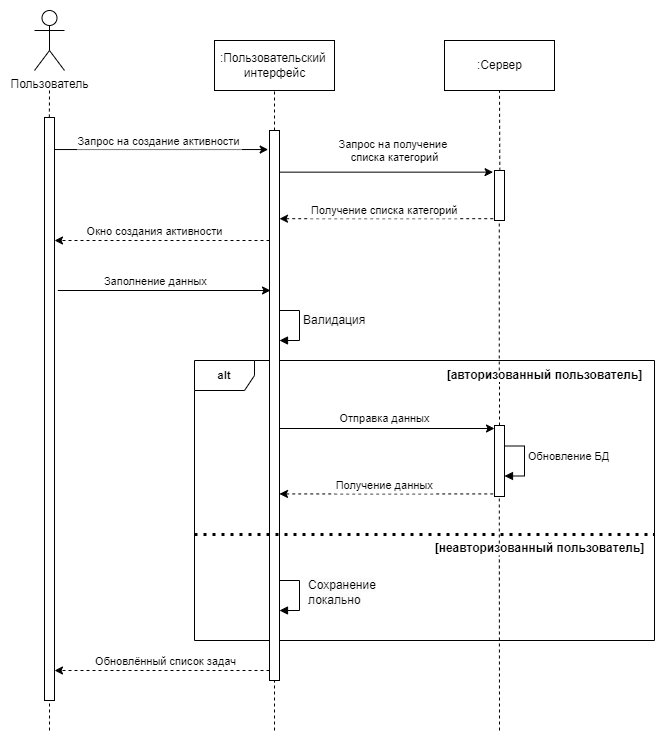 Пользователь
:Пользовательский
интерфейс
:Сервер
Запрос на создание активности
Запрос на получение
списка категорий
Получение списка категорий
Окно создания активности
Заполнение данных
Валидация
alt
[авторизованный пользователь]
Отправка данных
Обновление БД
Получение данных
[неавторизованный пользователь]
Сохранение
локально
Обновлённый список задач